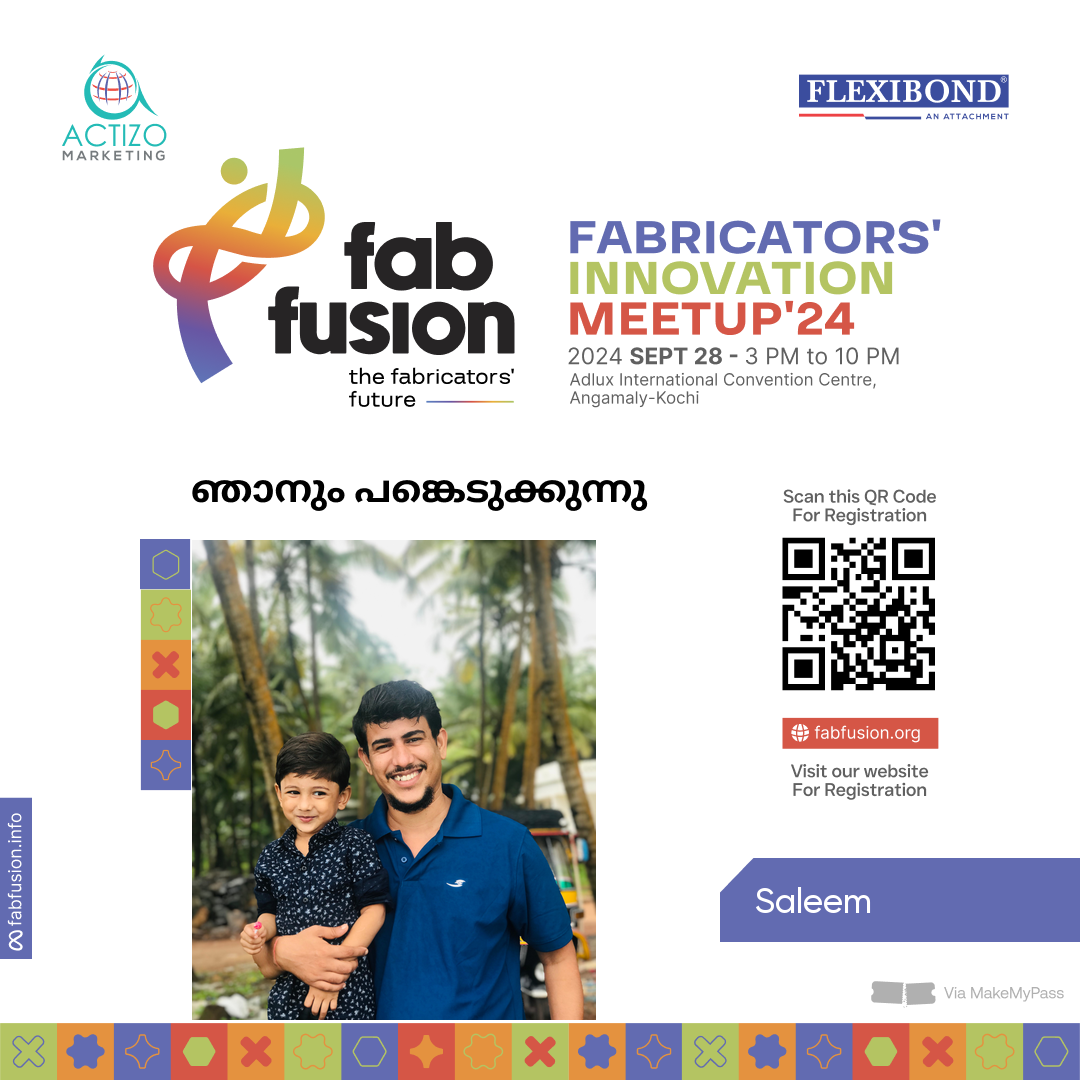 ACTIZO
MARKETING
FLEXIBOND®
AN ATTACHMENT
fab
fusion
the fabricators'
future
FABRICATORS'
INNOVATION
MEETUP'24
2024 SEPT 28 - 3 PM to 10 PM
Adlux International Convention Centre,
Angamaly-Kochi
ഞാനും പങ്കെടുക്കുന്നു
Scan this QR Code
For Registration
fabfusion.org
Visit our website
For Registration
fabfusion.info
Saleem
Via MakeMyPass